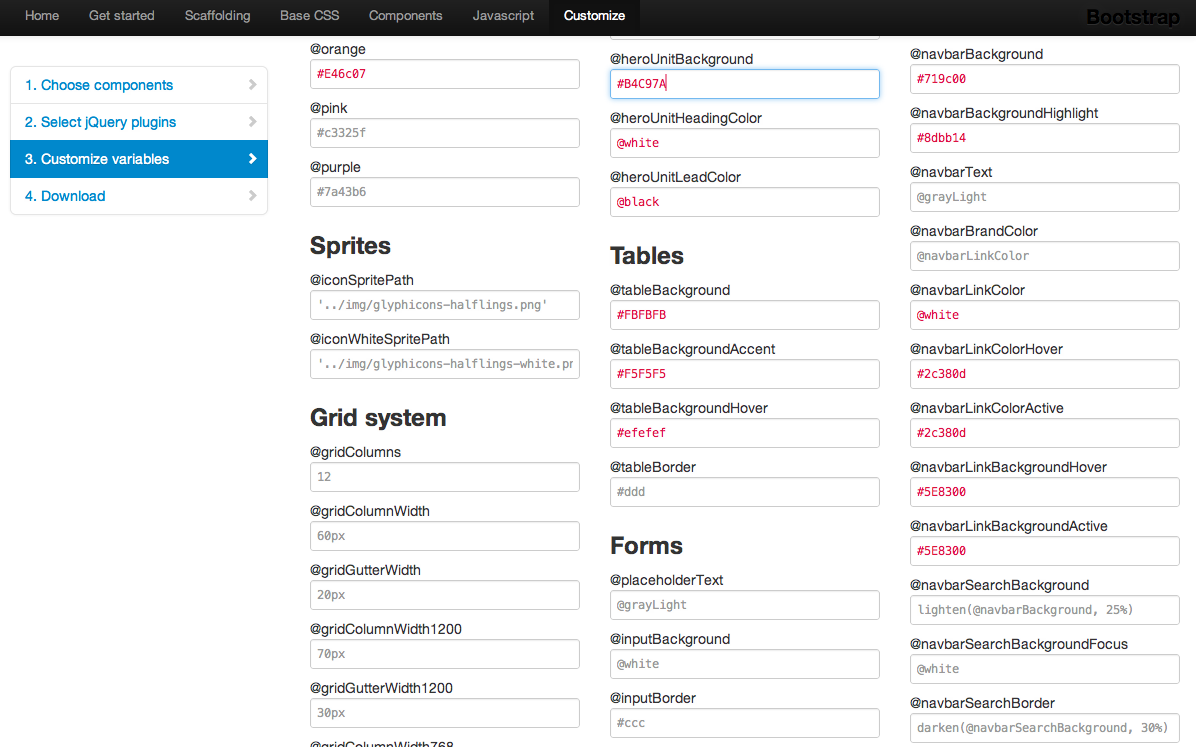 Home Get started Scaffolding Base CSS Components Javascript Customize Bootstrap
1. Choose components
2. Select jQuery plugins
3. Customize variables
4. Download
@orange
#E46c07
@pink
#c3325f
@purple
#7a43b6
Sprites
@iconSpritePath
'../img/glyphicons-halflings.png'
@iconWhiteSpritePath
'../img/glyphicons-halflings-white.pr
Grid system
@gridColumns
12
@gridColumnWidth
60px
@gridGutterWidth
20px
@gridColumnWidth1200
70px
@gridGutterWidth1200
30px
@gridColumnWidth768
@heroUnitBackground
#B4C97A
@heroUnitHeadingColor
@white
@heroUnitLeadColor
@black
Tables
@tableBackground
#FBFBFB
@tableBackgroundAccent
#F5F5F5
@tableBackgroundHover
#efefef
@tableBorder
#ddd
Forms
@placeholderText
@grayLight
@inputBackground
@white
@inputBorder
#ccc
@navbarBackground
#719c00
@navbarBackgroundHighlight
#8dbb14
@navbarText
@grayLight
@navbarBrandColor
@navbarLinkColor
@navbarLinkColor
@white
@navbarLinkColorHover
#2c380d
@navbarLinkColorActive
#2c380d
@navbarLinkBackgroundHover
#5E8300
@navbarLinkBackgroundActive
#5E8300
@navbarSearchBackground
lighten(@navbarBackground, 25%)
@navbarSearchBackgroundFocus
@white
@navbarSearchBorder
darken(@navbarSearchBackground, 30%)